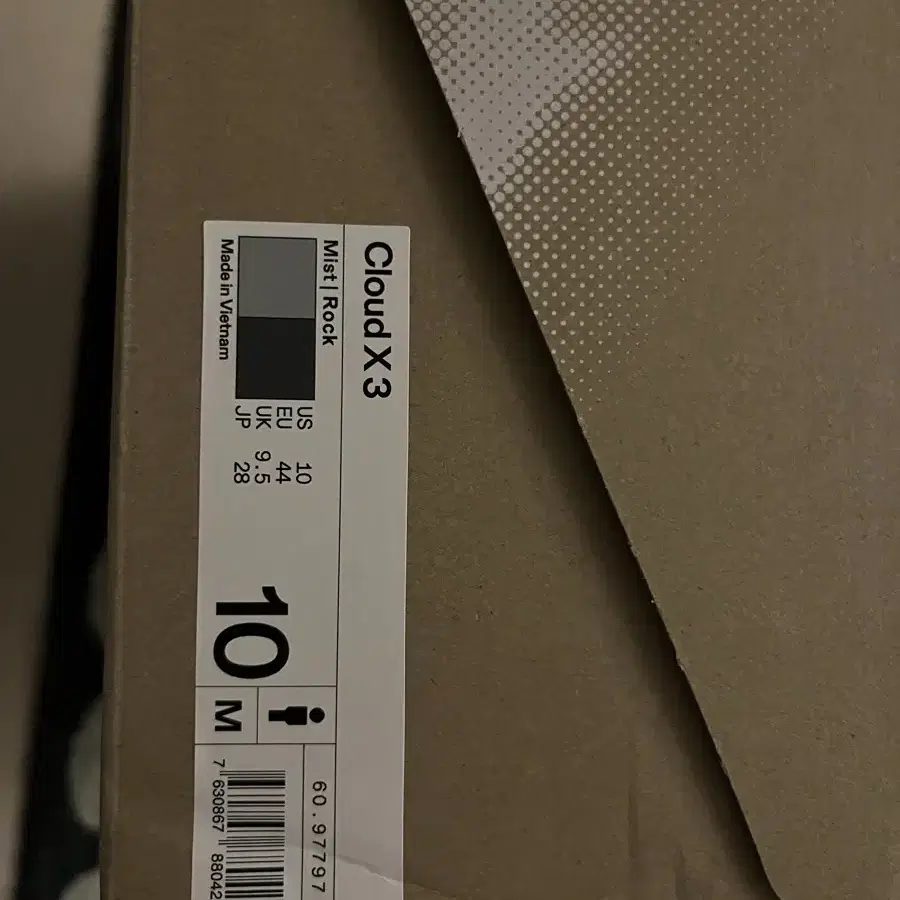 Cloud X 3
Mist | Rock
US 10
EU 44
UK 9.5
JP 28
Made in Vietnam
10
M
60.97797
7 630867 88042